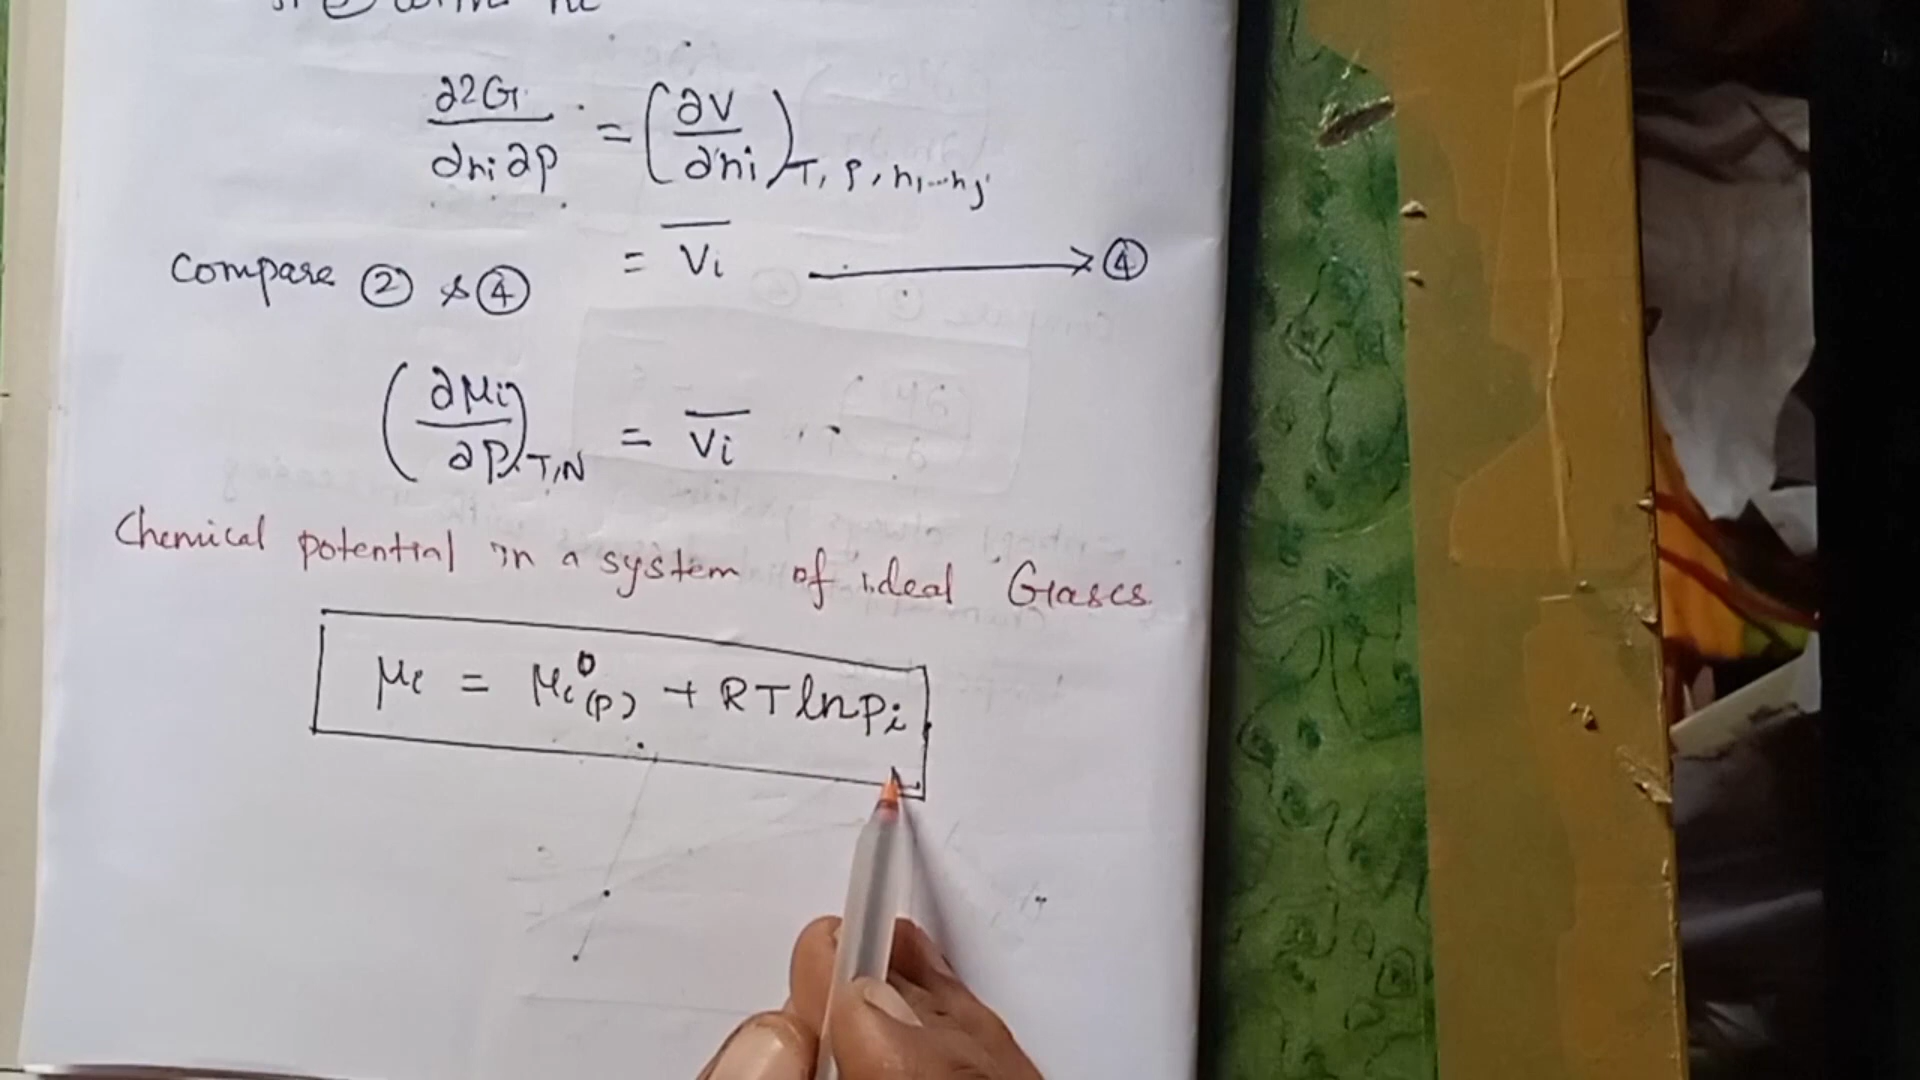 ∂2G / ∂ni ∂p = (∂V / ∂ni) T, P, n1...nj
= V̅i → ④
Compare ② & ④
(∂μi / ∂P) T,N = V̅i
Chemical potential in a system of ideal Gases
μi = μi⁰(p) + RT ln pi